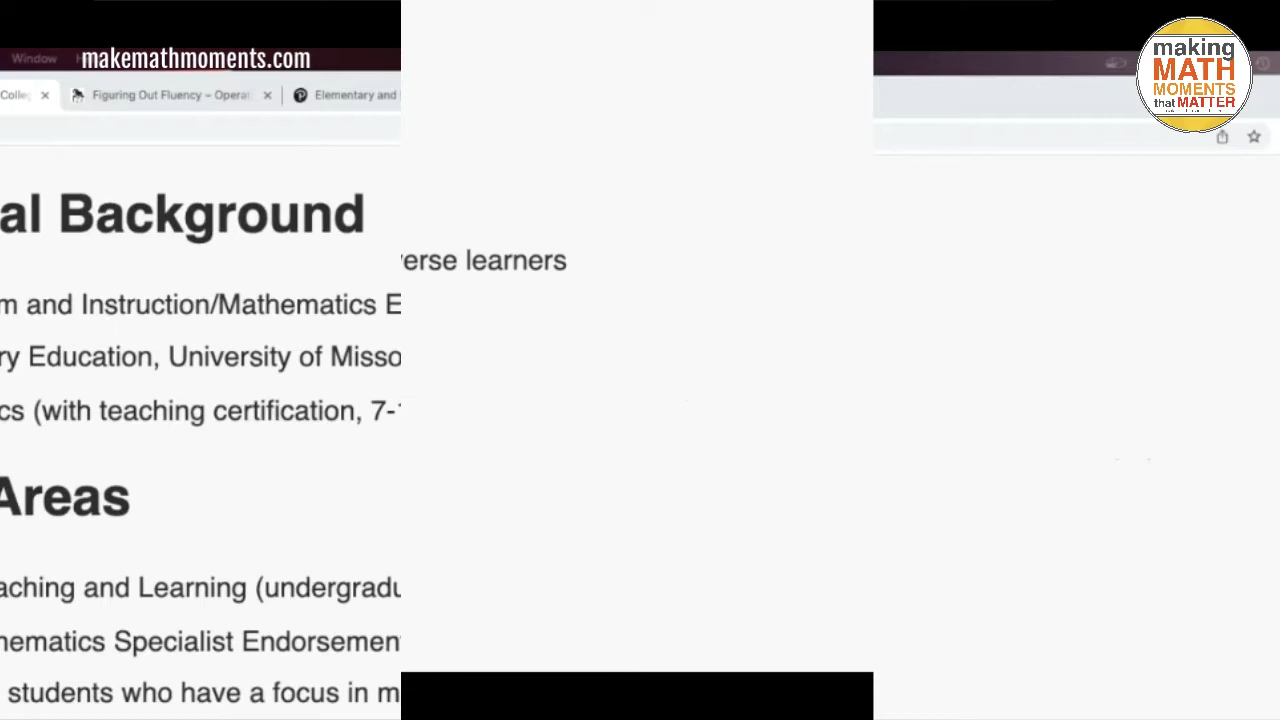 makemathmoments.com
Window
making
MATH
MOMENTS
that MATTER
Figuring Out Fluency – Opera
Elementary and
al Background
erse learners
m and Instruction/Mathematics E
ry Education, University of Misso
cs (with teaching certification, 7-
Areas
aching and Learning (undergradu
hematics Specialist Endorsemen
students who have a focus in m